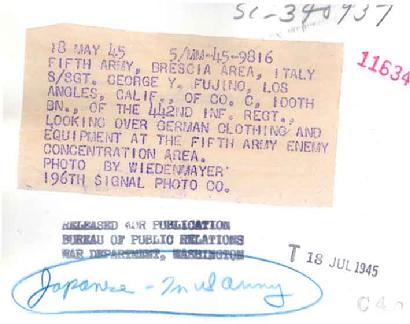 SC-340737
18 MAY 45 5/MM-45-9816
11634
FIFTH ARMY, BRESCIA AREA, ITALY
S/SGT. GEORGE Y. FUJINO, LOS
ANGLES, CALIF., OF CO. C, 100TH
BN., OF THE 442ND INF. REGT.,
LOOKING OVER GERMAN CLOTHING AND
EQUIPMENT AT THE FIFTH ARMY ENEMY
CONCENTRATION AREA.
PHOTO BY WIEDENMAYER
196TH SIGNAL PHOTO CO.
RELEASED FOR PUBLICATION
BUREAU OF PUBLIC RELATIONS
WAR DEPARTMENT, WASHINGTON
T 18 JUL 1945
Japanese - In US Army